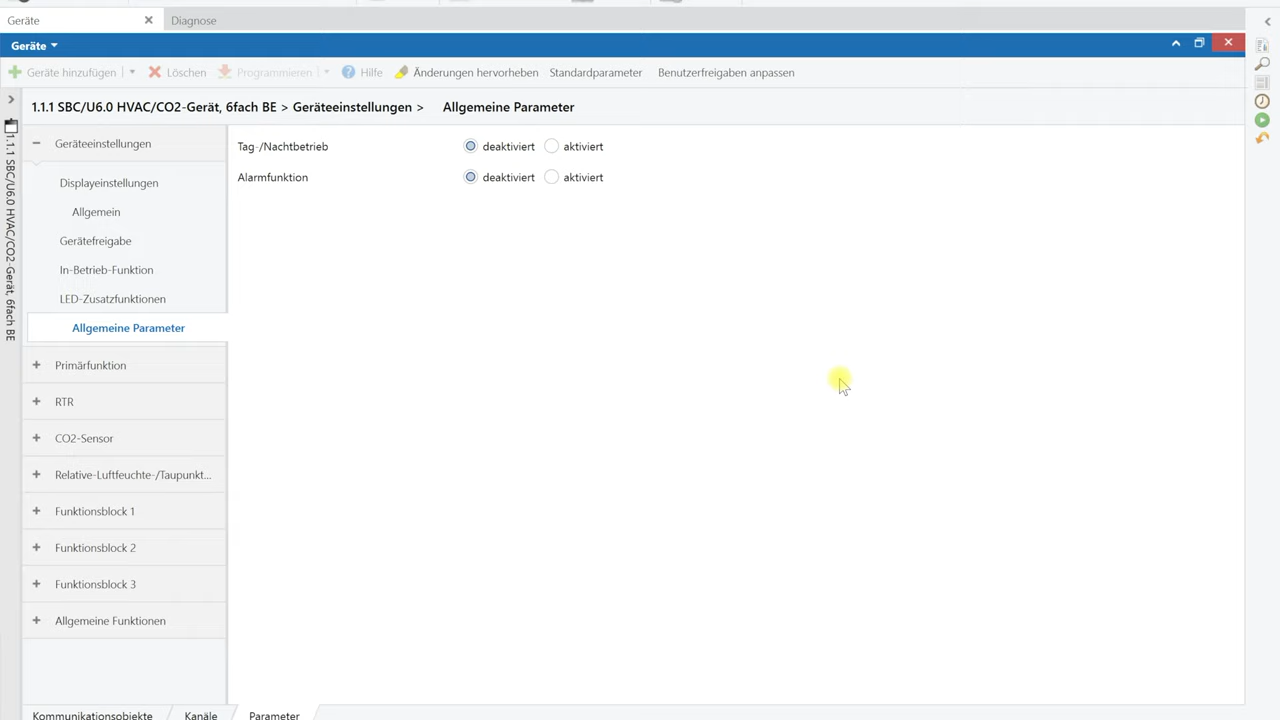 Geräte
Diagnose
Geräte
Geräte hinzufügen
Löschen
Programmieren
Hilfe
Änderungen hervorheben
Standardparameter
Benutzerfreigaben anpassen
1.1.1 SBC/U6.0 HVAC/CO2-Gerät, 6fach BE > Geräteeinstellungen > Allgemeine Parameter
1.1.1 SBC/U6.0 HVAC/CO2-Gerät, 6fach BE
Geräteeinstellungen
Displayeinstellungen
Allgemein
Gerätefreigabe
In-Betrieb-Funktion
LED-Zusatzfunktionen
Allgemeine Parameter
Primärfunktion
RTR
CO2-Sensor
Relative-Luftfeuchte-/Taupunkt...
Funktionsblock 1
Funktionsblock 2
Funktionsblock 3
Allgemeine Funktionen
Tag-/Nachtbetrieb deaktiviert aktiviert
Alarmfunktion deaktiviert aktiviert
Kommunikationsobjekte
Kanäle
Parameter